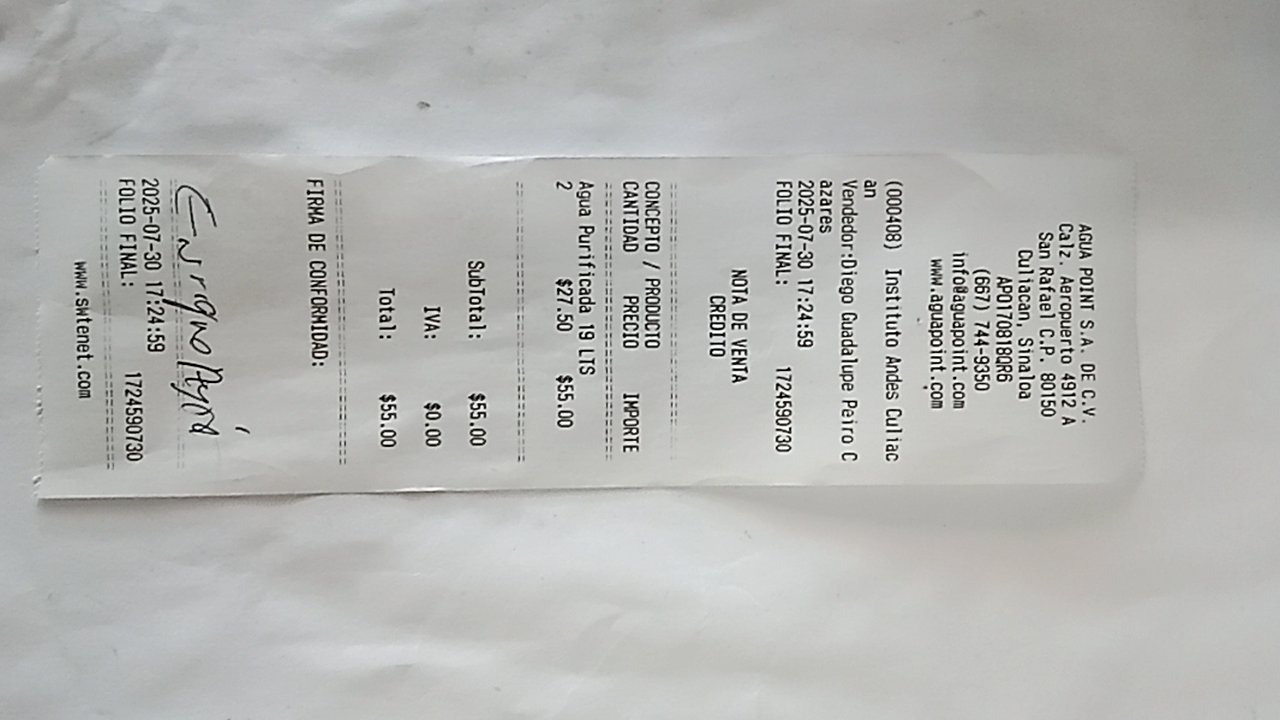 AGUA POINT S.A. DE C.V.
Calz. Aeropuerto 4912 A
San Rafael C.P. 80150
Culiacan, Sinaloa
APO170818QR6
(667) 744-9350
info@aguapoint.com
www.aguapoint.com
(000408) Instituto Andes Culiac
an
Vendedor:Diego Guadalupe Peiro C
azares
2025-07-30 17:24:59
FOLIO FINAL: 1724590730
NOTA DE VENTA
CREDITO
CONCEPTO / PRODUCTO
CANTIDAD PRECIO IMPORTE
Agua Purificada 19 LTS
2 $27.50 $55.00
SubTotal: $55.00
IVA: $0.00
Total: $55.00
FIRMA DE CONFORMIDAD:
2025-07-30 17:24:59
FOLIO FINAL: 1724590730
www.swfenet.com